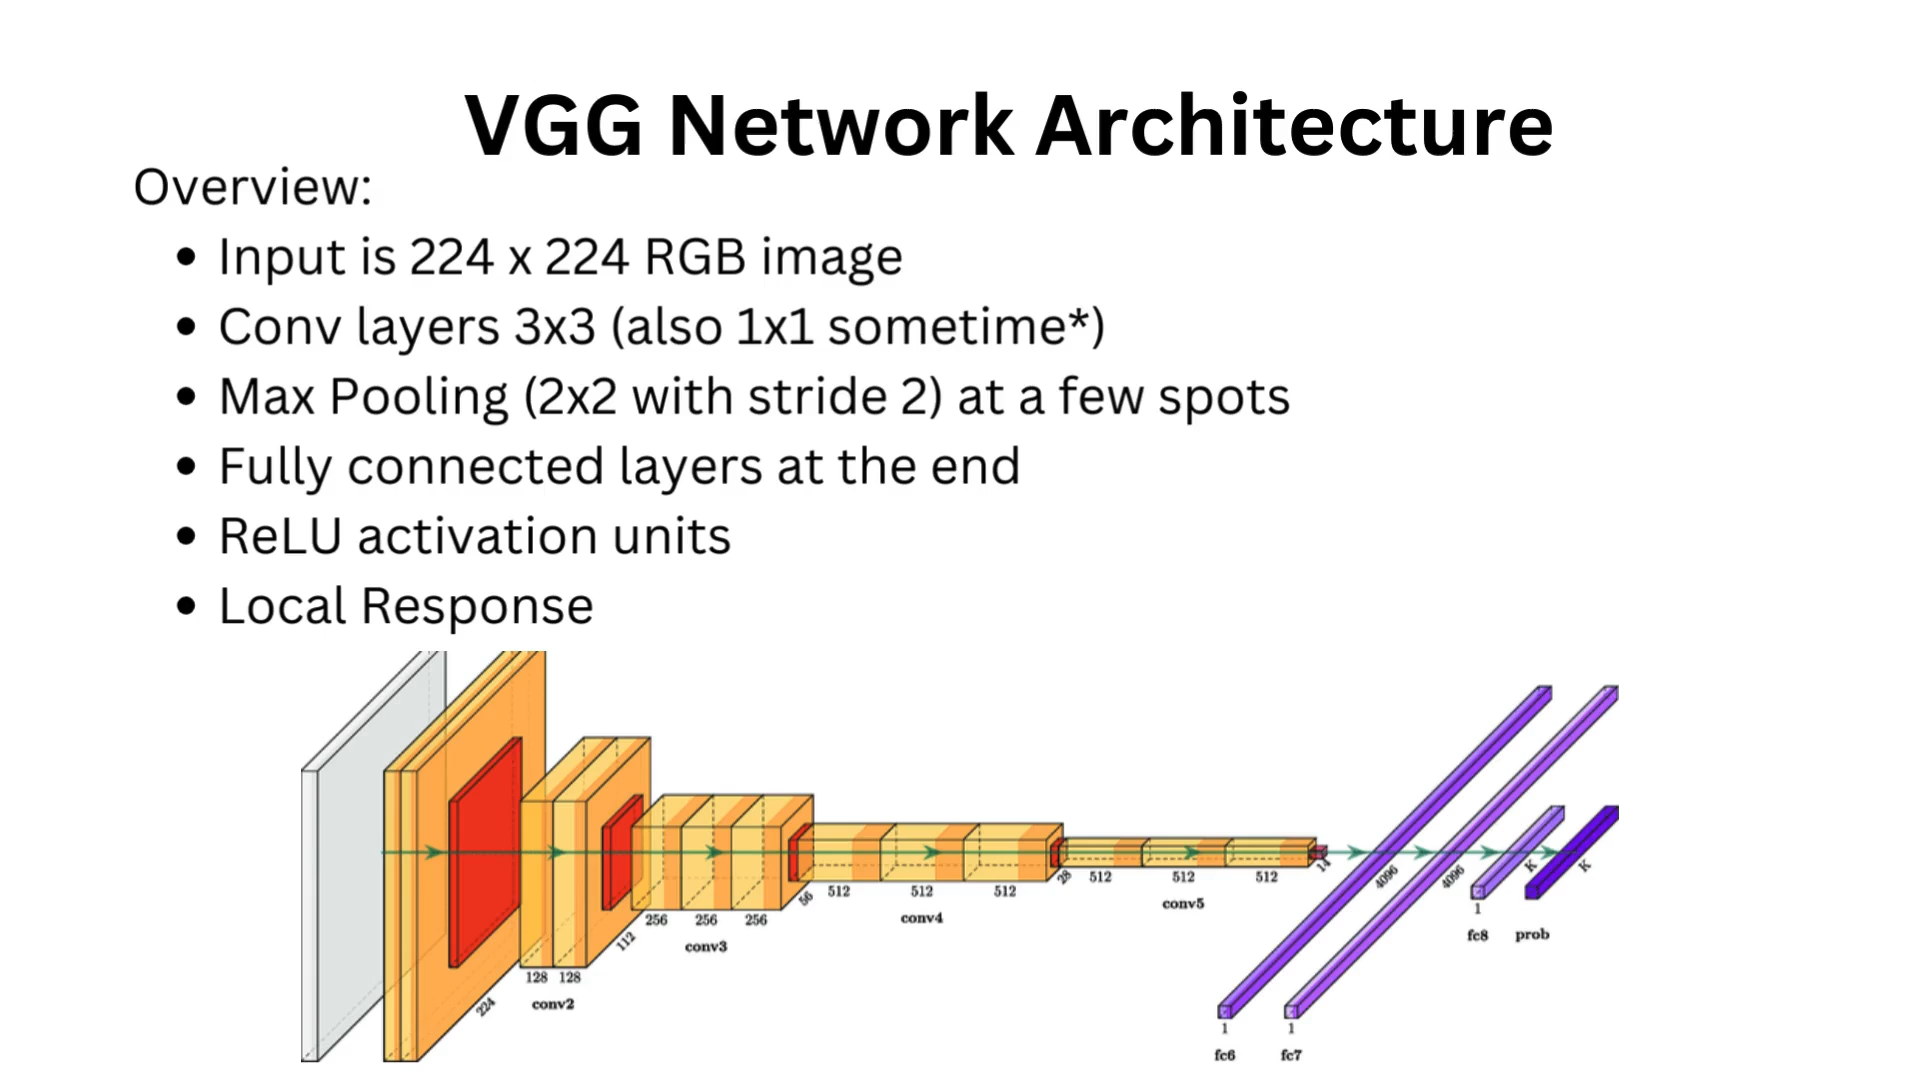 VGG Network Architecture
Overview:
• Input is 224 x 224 RGB image
• Conv layers 3x3 (also 1x1 sometime*)
• Max Pooling (2x2 with stride 2) at a few spots
• Fully connected layers at the end
• ReLU activation units
• Local Response
224
128 128
conv2
112
256 256 256
conv3
56
512 512 512
conv4
28
512 512 512
conv5
14
4096
1
fc6
4096
1
fc7
K
1
fc8
K
prob